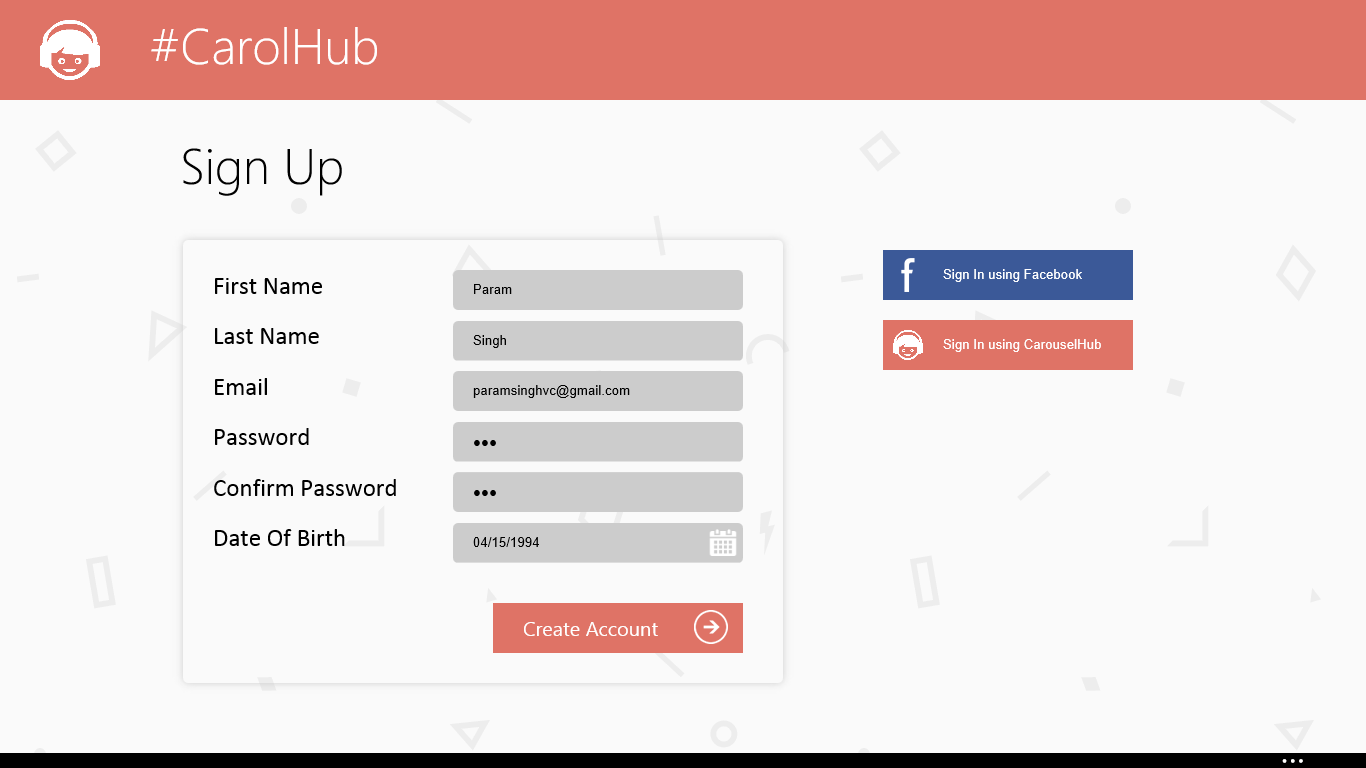 #CarolHub
Sign Up
First Name
Param
Last Name
Singh
Email
paramsinghvc@gmail.com
Password
•••
Confirm Password
•••
Date Of Birth
04/15/1994
Create Account
Sign In using Facebook
Sign In using CarouselHub